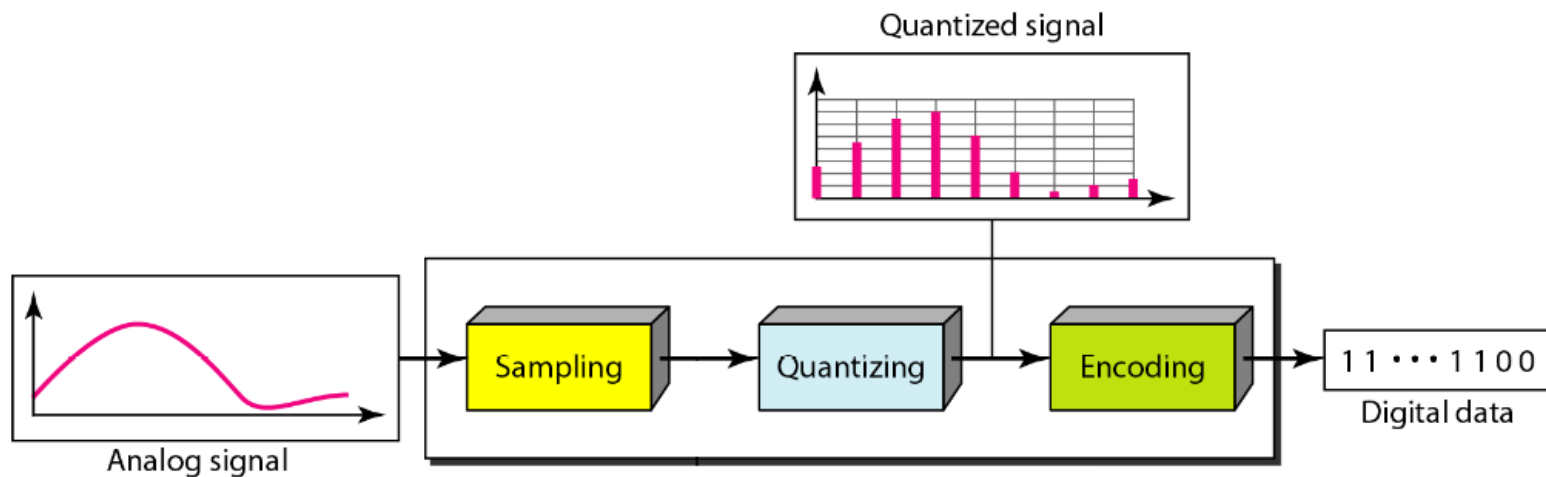 Quantized signal
Sampling
Quantizing
Encoding
11···1100
Digital data
Analog signal